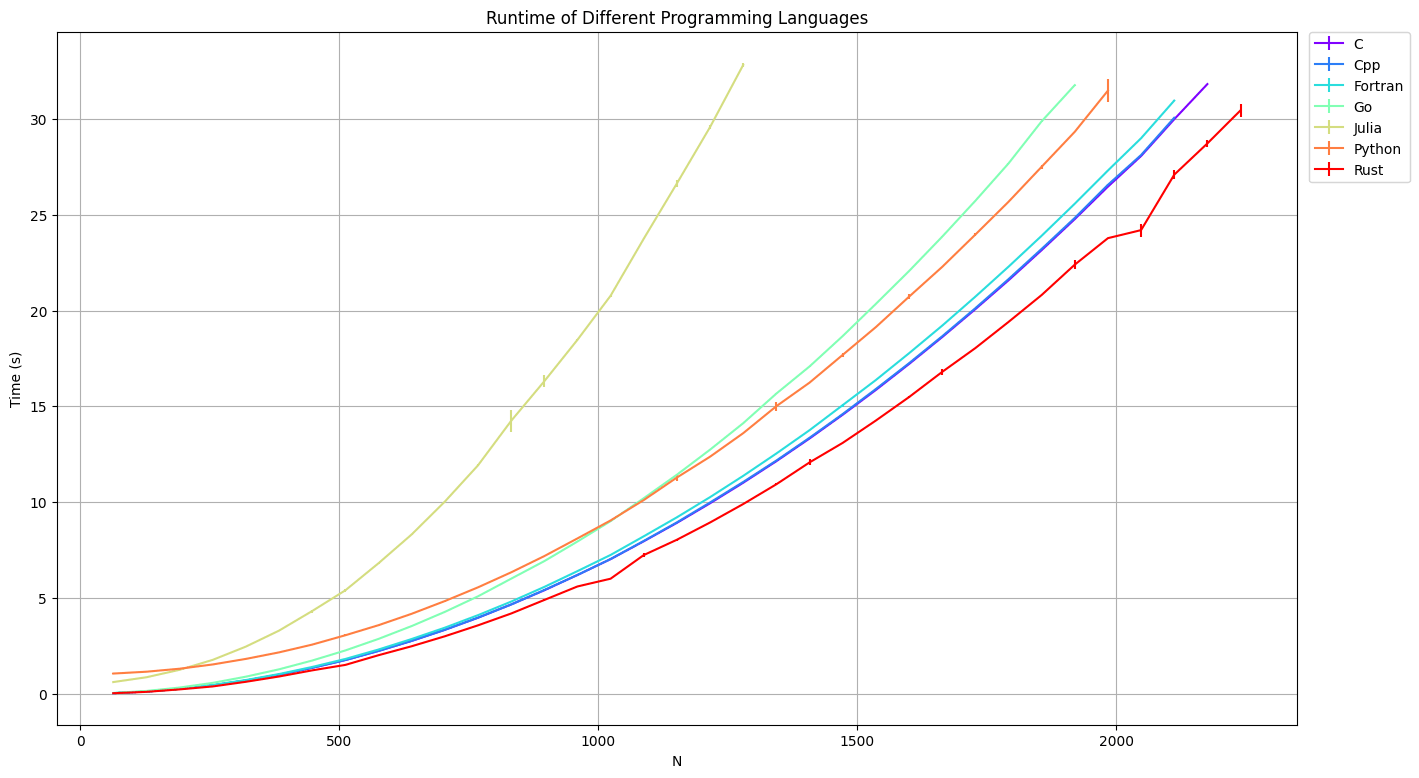 Runtime of Different Programming Languages
C
Cpp
Fortran
Go
Julia
Python
Rust
Time (s)
30
25
20
15
10
5
0
0
500
1000
1500
2000
N